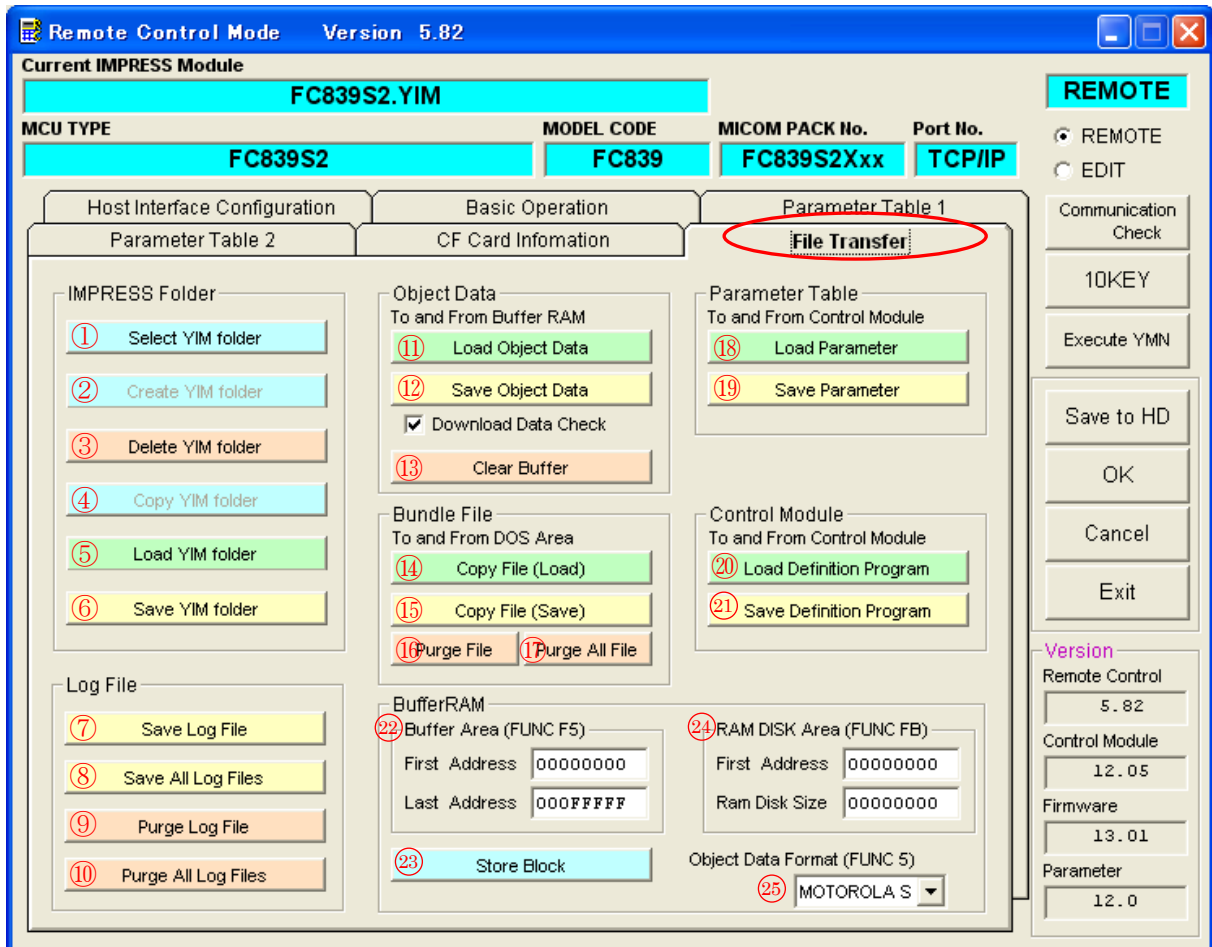 Remote Control Mode Version 5.82
Current IMPRESS Module
FC839S2.YIM
REMOTE
MCU TYPE
MODEL CODE
MICOM PACK No.
Port No.
FC839S2
FC839
FC839S2Xxx
TCP/IP
REMOTE
EDIT
Host Interface Configuration
Basic Operation
Parameter Table 1
Parameter Table 2
CF Card Infomation
File Transfer
Communication
Check
10KEY
Execute YMN
Save to HD
OK
Cancel
Exit
IMPRESS Folder
① Select YIM folder
② Create YIM folder
③ Delete YIM folder
④ Copy YIM folder
⑤ Load YIM folder
⑥ Save YIM folder
Log File
⑦ Save Log File
⑧ Save All Log Files
⑨ Purge Log File
⑩ Purge All Log Files
Object Data
To and From Buffer RAM
⑪ Load Object Data
⑫ Save Object Data
Download Data Check
⑬ Clear Buffer
Bundle File
To and From DOS Area
⑭ Copy File (Load)
⑮ Copy File (Save)
⑯ Purge File
⑰ Purge All File
Parameter Table
To and From Control Module
⑱ Load Parameter
⑲ Save Parameter
Control Module
To and From Control Module
⑳ Load Definition Program
㉑ Save Definition Program
BufferRAM
㉒ Buffer Area (FUNC F5)
First Address 00000000
Last Address 000FFFFF
㉓ Store Block
㉔ RAM DISK Area (FUNC FB)
First Address 00000000
Ram Disk Size 00000000
Object Data Format (FUNC 5)
㉕ MOTOROLA S
Version
Remote Control
5.82
Control Module
12.05
Firmware
13.01
Parameter
12.0